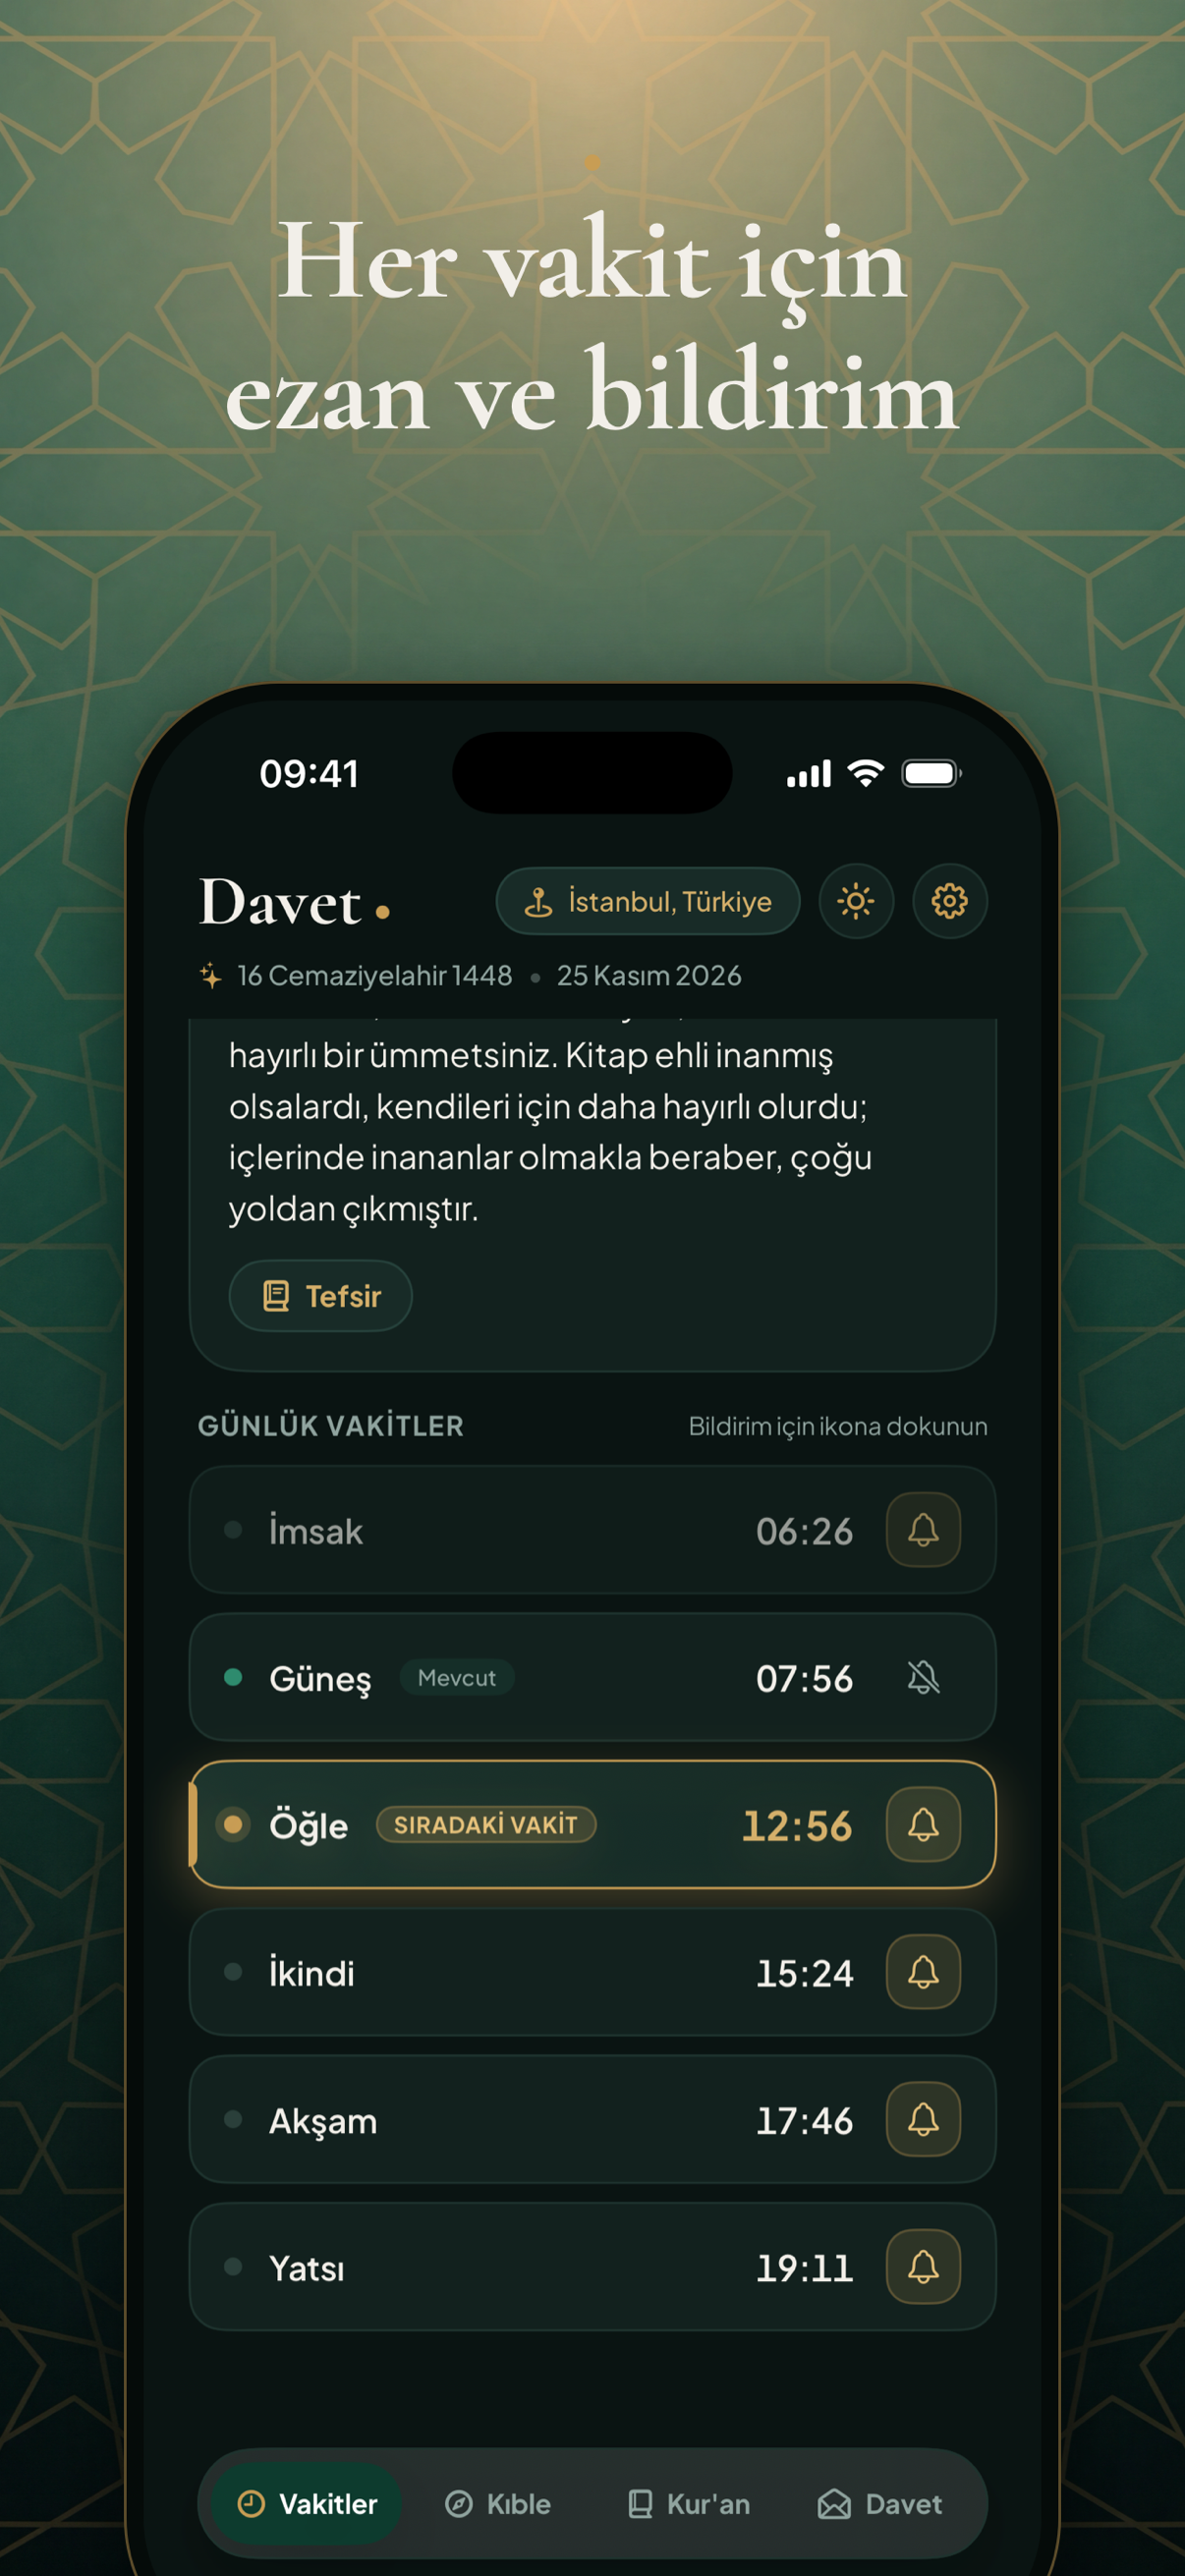 Her vakit için
ezan ve bildirim
09:41
Davet
İstanbul, Türkiye
16 Cemaziyelahir 1448 • 25 Kasım 2026
hayırlı bir ümmetsiniz. Kitap ehli inanmış
olsalardı, kendileri için daha hayırlı olurdu;
içlerinde inananlar olmakla beraber, çoğu
yoldan çıkmıştır.
Tefsir
GÜNLÜK VAKİTLER
Bildirim için ikona dokunun
İmsak 06:26
Güneş Mevcut 07:56
Öğle SIRADAKİ VAKİT 12:56
İkindi 15:24
Akşam 17:46
Yatsı 19:11
Vakitler Kıble Kur'an Davet